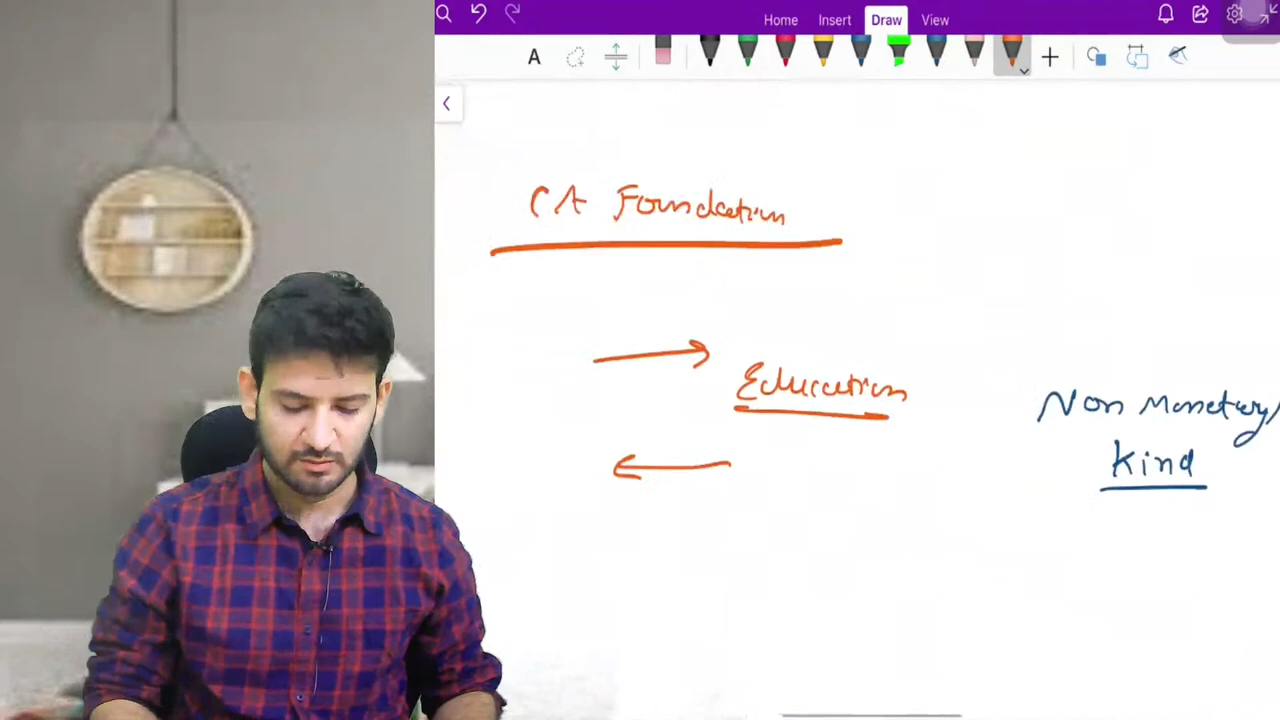 Home Insert Draw View
A
CA Foundation
Education
Non Monetary/
Kind